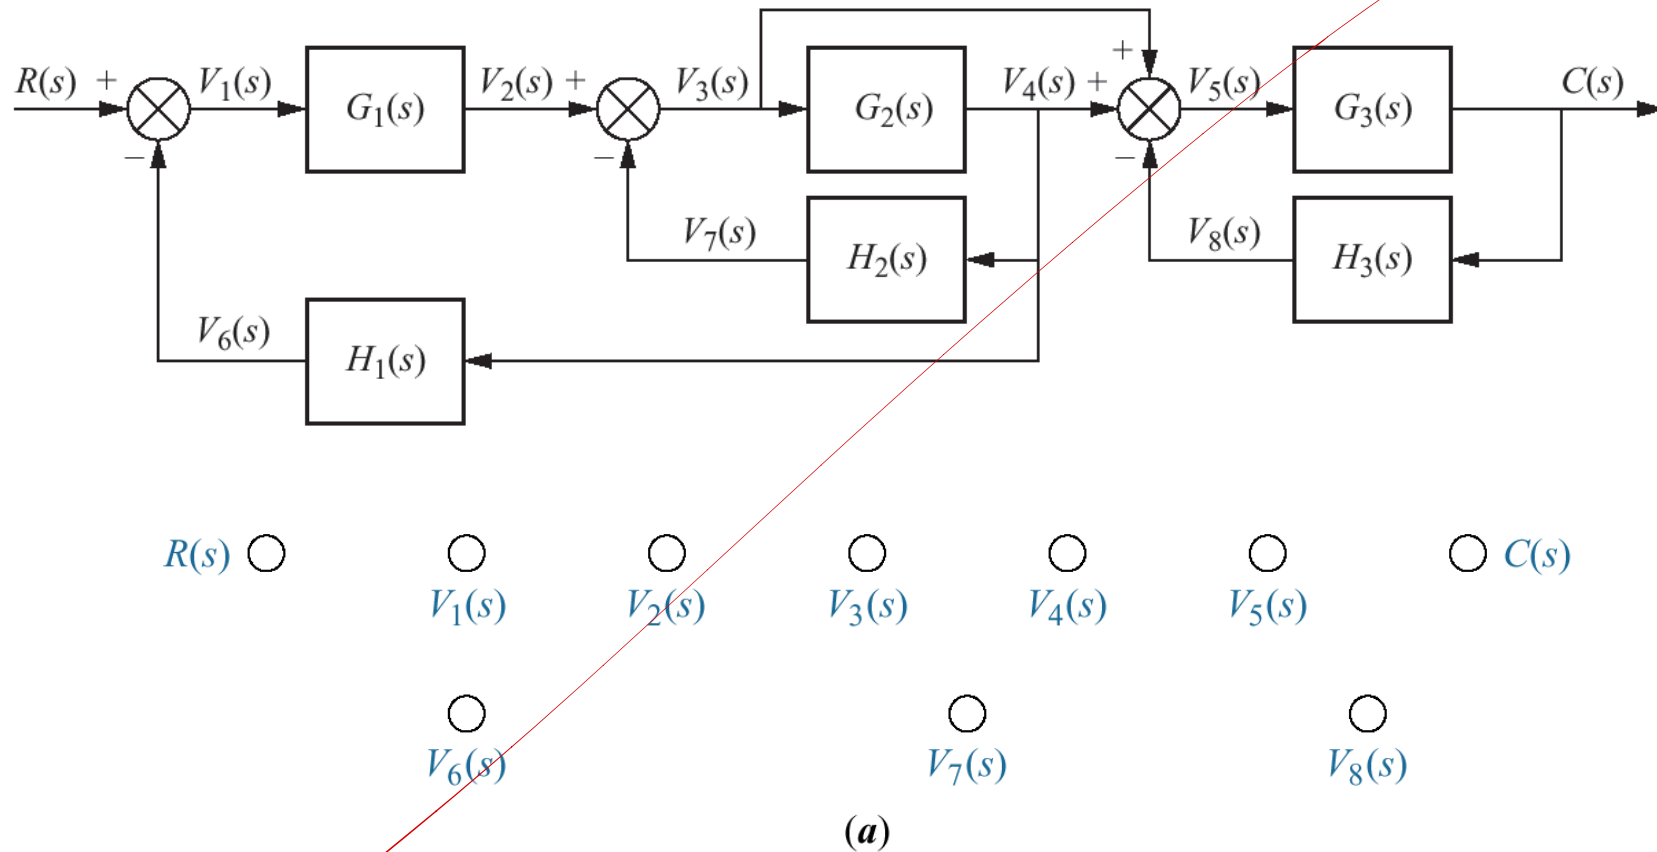 R(s) + V₁(s) G₁(s) V₂(s) + V₃(s) G₂(s) V₄(s) + + V₅(s) G₃(s) C(s)
− − −
V₇(s) H₂(s) V₈(s) H₃(s)
V₆(s) H₁(s)
R(s) C(s)
V₁(s) V₂(s) V₃(s) V₄(s) V₅(s)
V₆(s) V₇(s) V₈(s)
(a)